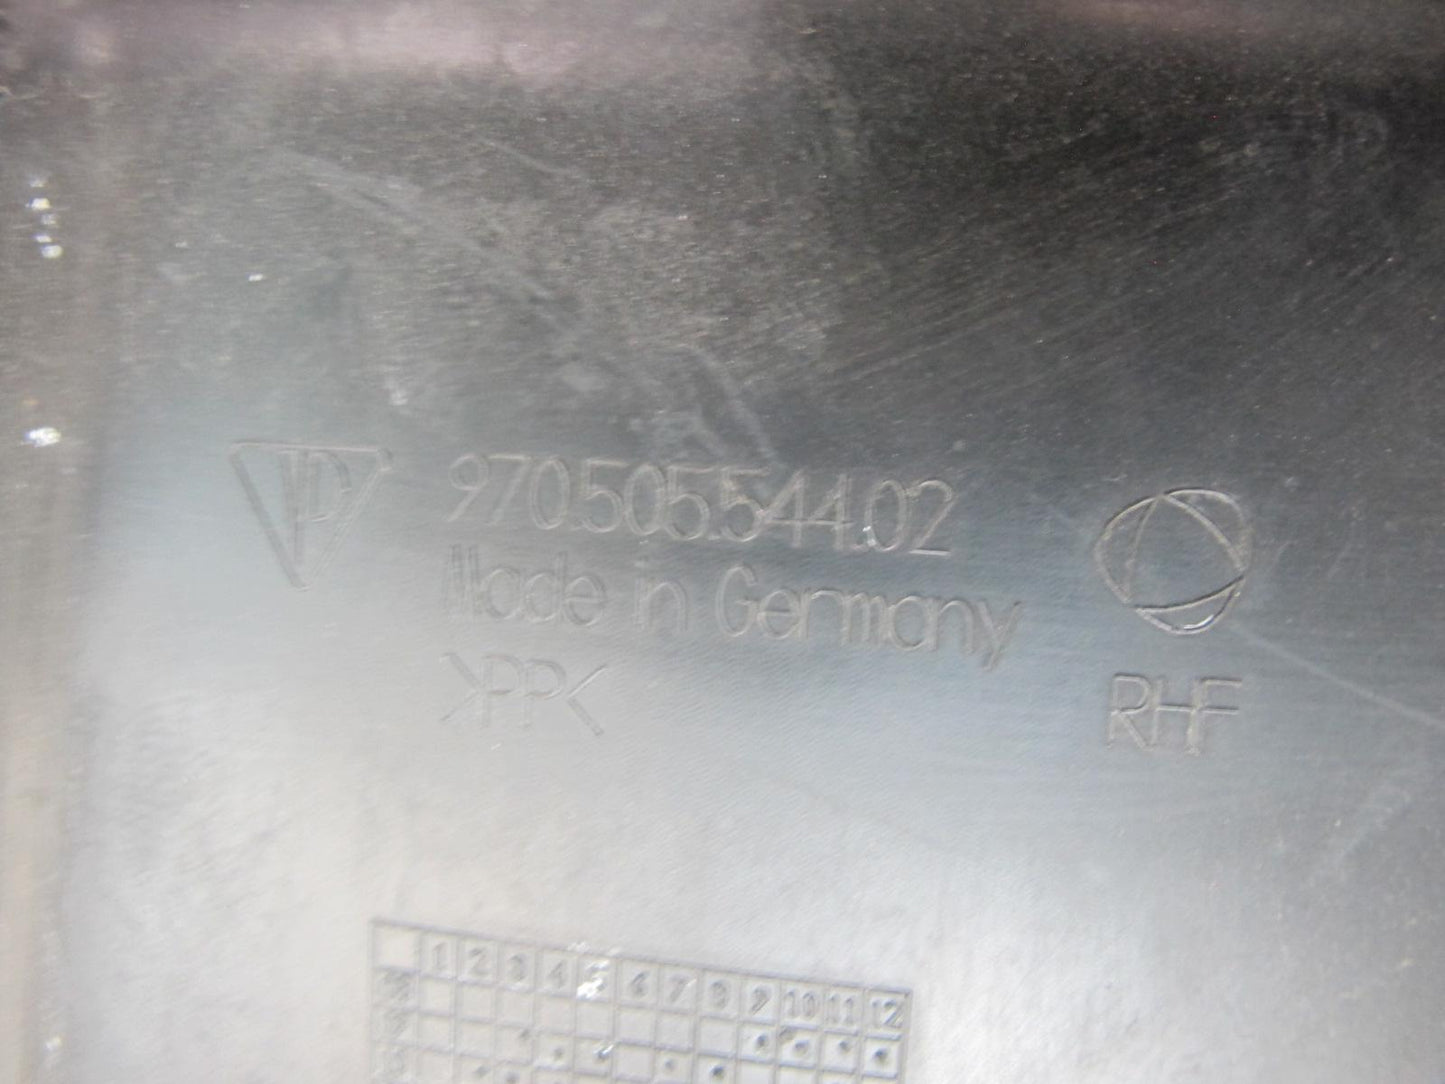 970.505.544.02
Made in Germany
>PP<
RHF
1 2 3 4 5 6 7 8 9 10 11 12